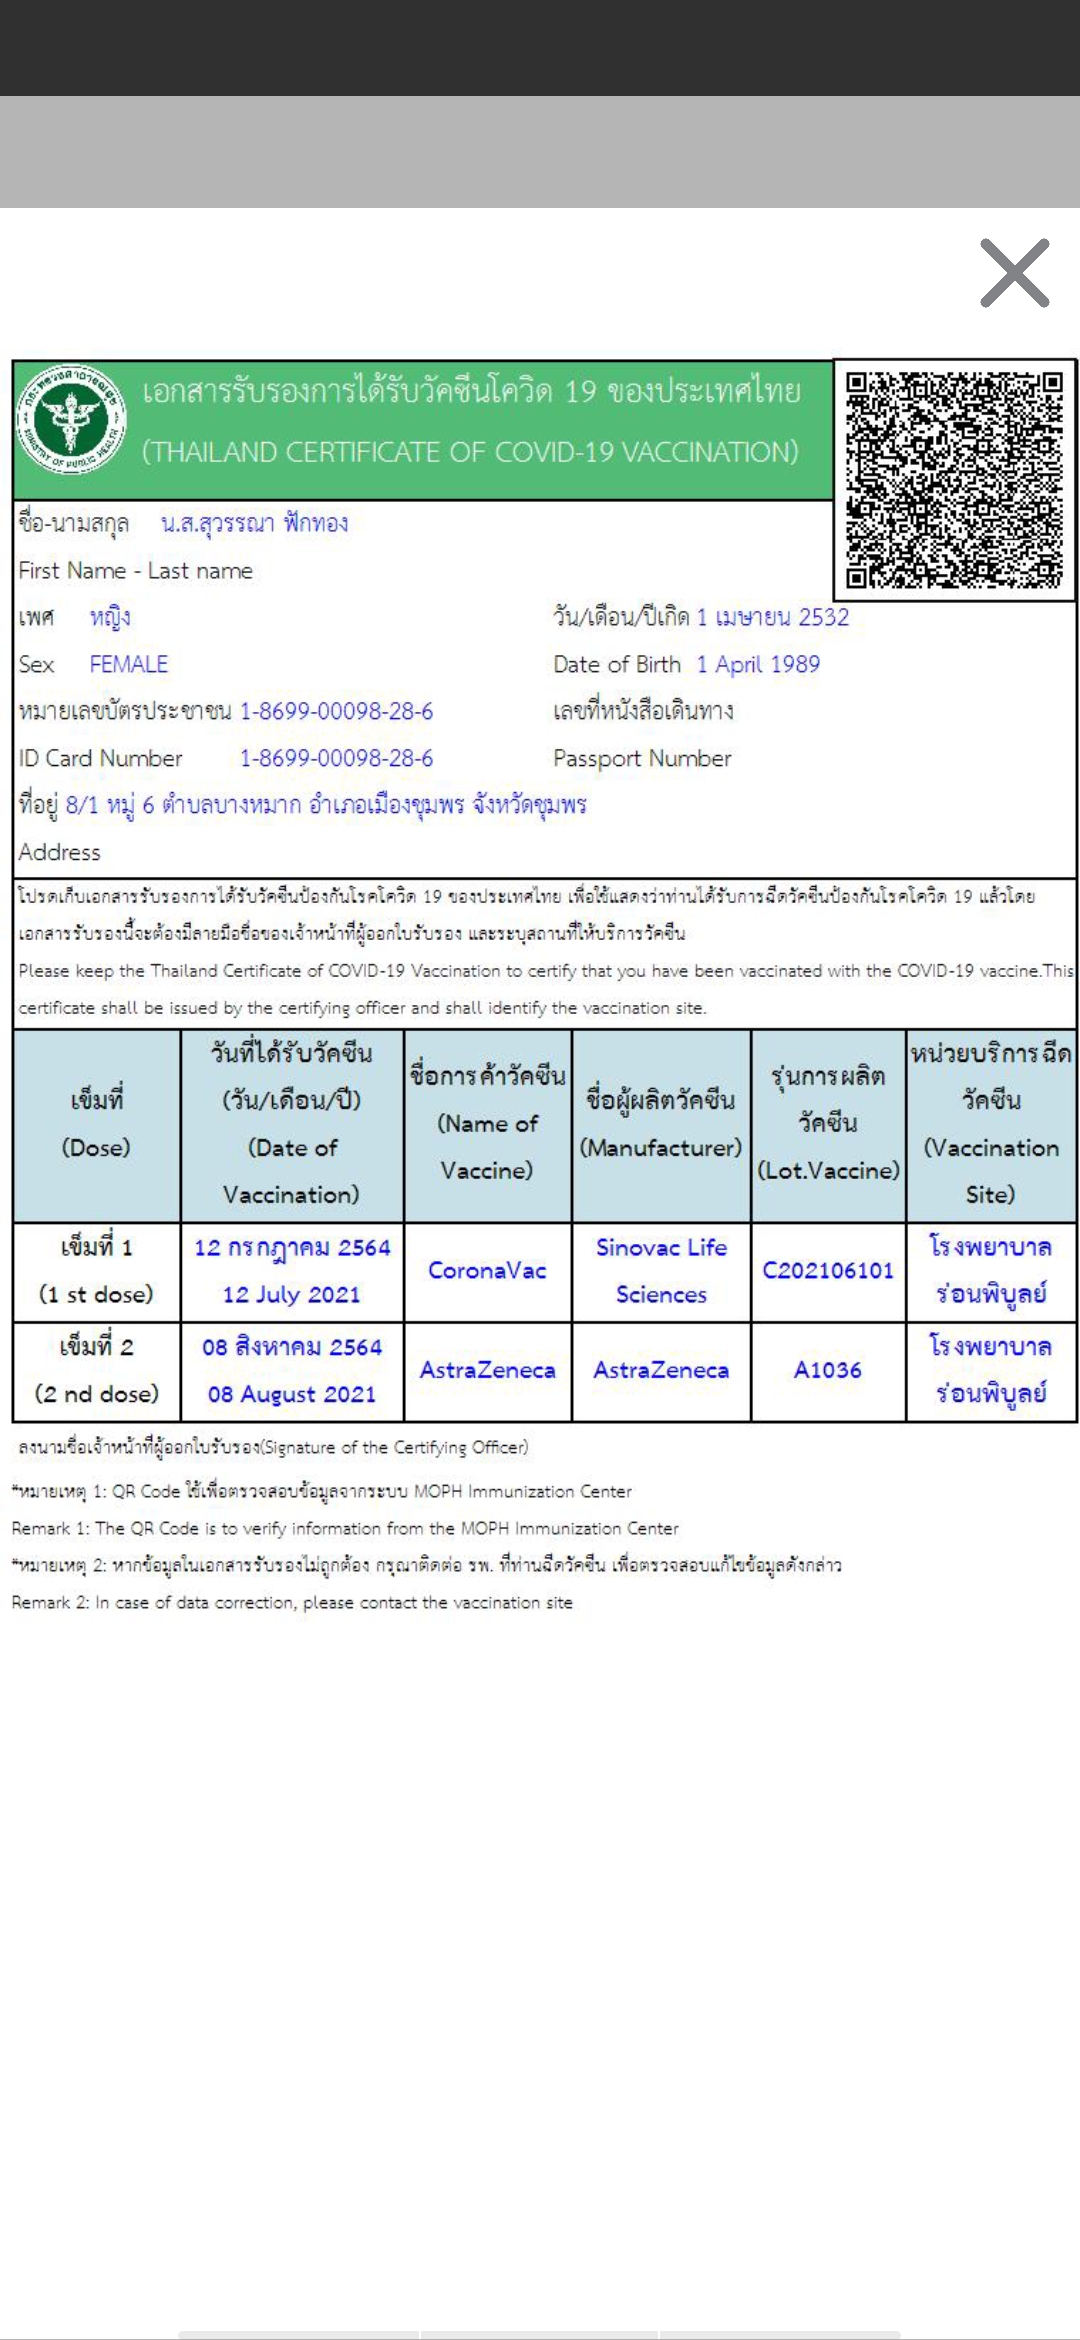 เอกสารรับรองการได้รับวัคซีนโควิด 19 ของประเทศไทย
(THAILAND CERTIFICATE OF COVID-19 VACCINATION)
กระทรวงสาธารณสุข
MINISTRY OF PUBLIC HEALTH
ชื่อ-นามสกุล น.ส.สุวรรณา ฟักทอง
First Name - Last name
เพศ หญิง วัน/เดือน/ปีเกิด 1 เมษายน 2532
Sex FEMALE Date of Birth 1 April 1989
หมายเลขบัตรประชาชน 1-8699-00098-28-6 เลขที่หนังสือเดินทาง
ID Card Number 1-8699-00098-28-6 Passport Number
ที่อยู่ 8/1 หมู่ 6 ตำบลบางหมาก อำเภอเมืองชุมพร จังหวัดชุมพร
Address
โปรดเก็บเอกสารรับรองการได้รับวัคซีนป้องกันโรคโควิด 19 ของประเทศไทย เพื่อใช้แสดงว่าท่านได้รับการฉีดวัคซีนป้องกันโรคโควิด 19 แล้วโดย
เอกสารรับรองนี้จะต้องมีลายมือชื่อของเจ้าหน้าที่ผู้ออกใบรับรอง และระบุสถานที่ให้บริการวัคซีน
Please keep the Thailand Certificate of COVID-19 Vaccination to certify that you have been vaccinated with the COVID-19 vaccine.This
certificate shall be issued by the certifying officer and shall identify the vaccination site.
เข็มที่
(Dose)
วันที่ได้รับวัคซีน
(วัน/เดือน/ปี)
(Date of
Vaccination)
ชื่อการค้าวัคซีน
(Name of
Vaccine)
ชื่อผู้ผลิตวัคซีน
(Manufacturer)
รุ่นการผลิต
วัคซีน
(Lot.Vaccine)
หน่วยบริการฉีด
วัคซีน
(Vaccination
Site)
เข็มที่ 1
(1 st dose)
12 กรกฎาคม 2564
12 July 2021
CoronaVac
Sinovac Life
Sciences
C202106101
โรงพยาบาล
ร่อนพิบูลย์
เข็มที่ 2
(2 nd dose)
08 สิงหาคม 2564
08 August 2021
AstraZeneca
AstraZeneca
A1036
โรงพยาบาล
ร่อนพิบูลย์
ลงนามชื่อเจ้าหน้าที่ผู้ออกใบรับรอง(Signature of the Certifying Officer)
*หมายเหตุ 1: QR Code ใช้เพื่อตรวจสอบข้อมูลจากระบบ MOPH Immunization Center
Remark 1: The QR Code is to verify information from the MOPH Immunization Center
*หมายเหตุ 2: หากข้อมูลในเอกสารรับรองไม่ถูกต้อง กรุณาติดต่อ รพ. ที่ท่านฉีดวัคซีน เพื่อตรวจสอบแก้ไขข้อมูลดังกล่าว
Remark 2: In case of data correction, please contact the vaccination site